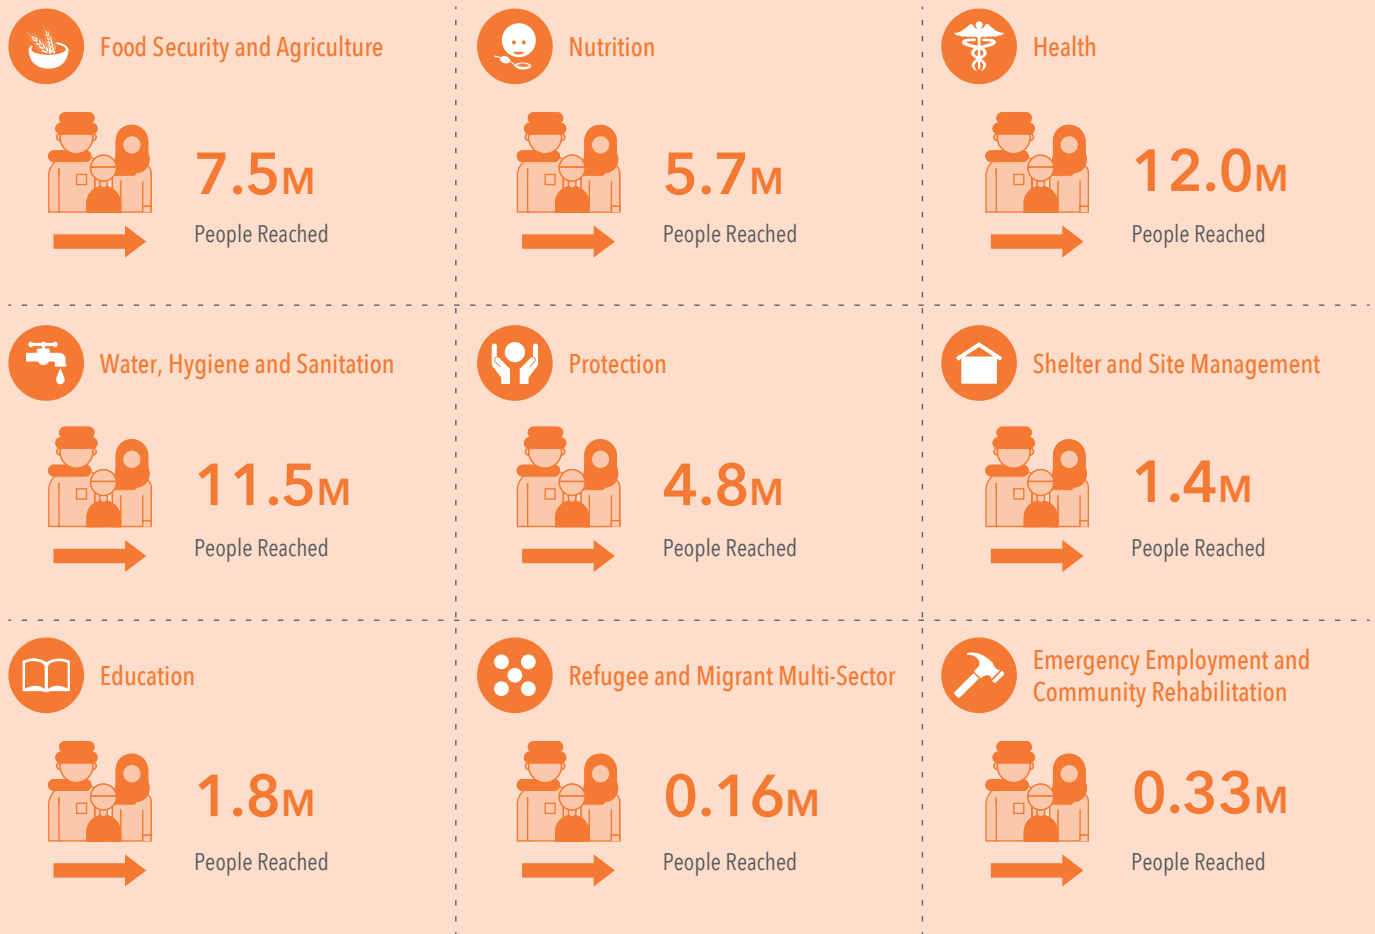 Food Security and Agriculture
7.5M
People Reached
Nutrition
5.7M
People Reached
Health
12.0M
People Reached
Water, Hygiene and Sanitation
11.5M
People Reached
Protection
4.8M
People Reached
Shelter and Site Management
1.4M
People Reached
Education
1.8M
People Reached
Refugee and Migrant Multi-Sector
0.16M
People Reached
Emergency Employment and
Community Rehabilitation
0.33M
People Reached